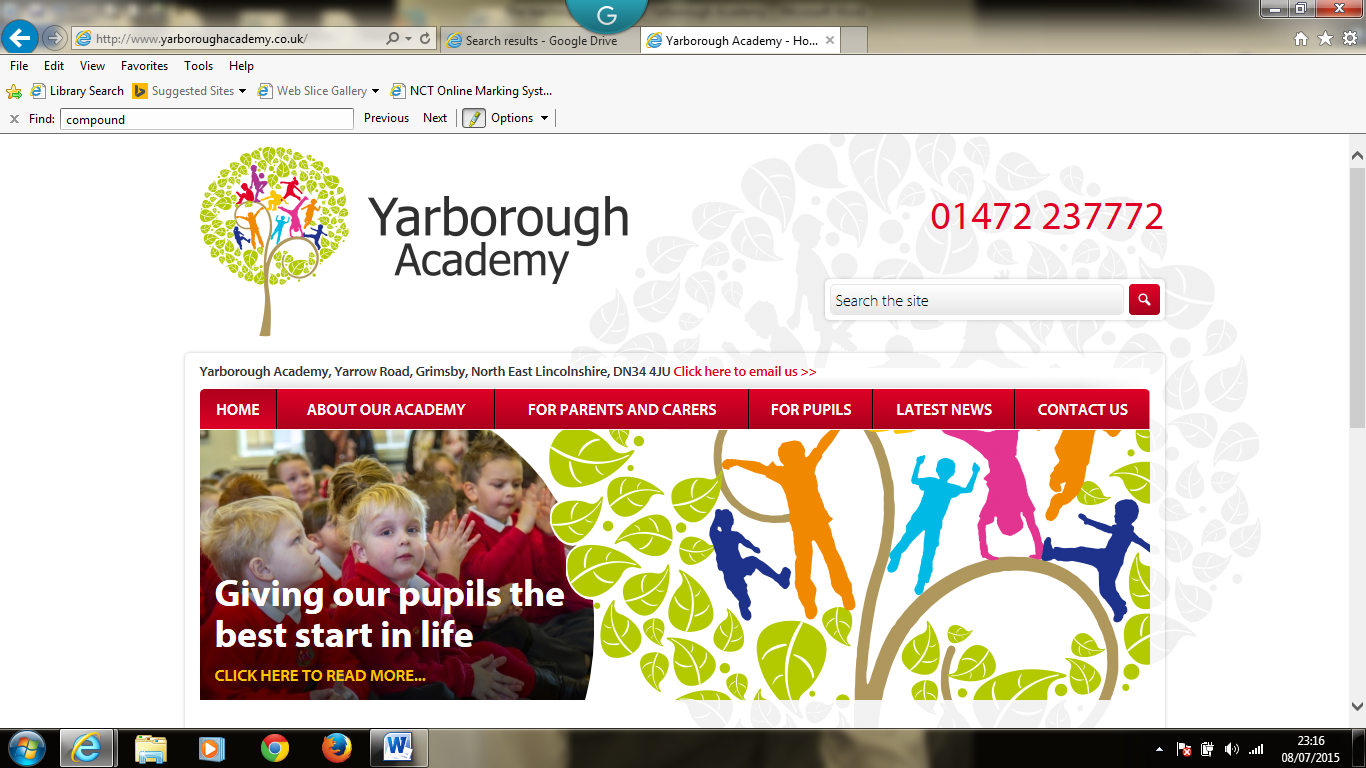 G
http://www.yarboroughacademy.co.uk/
Search results - Google Drive
Yarborough Academy - Ho...
File Edit View Favorites Tools Help
Library Search Suggested Sites Web Slice Gallery NCT Online Marking Syst...
x Find: compound Previous Next Options
Yarborough
Academy
01472 237772
Search the site
Yarborough Academy, Yarrow Road, Grimsby, North East Lincolnshire, DN34 4JU Click here to email us >>
HOME ABOUT OUR ACADEMY FOR PARENTS AND CARERS FOR PUPILS LATEST NEWS CONTACT US
Giving our pupils the
best start in life
CLICK HERE TO READ MORE...
23:16
08/07/2015